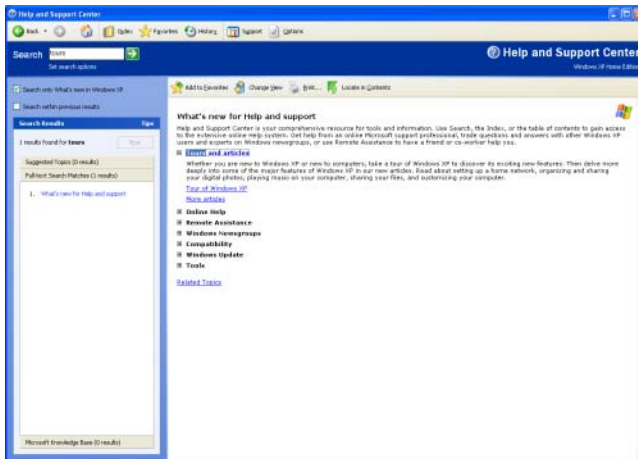 Help and Support Center
Back
Index
Favorites
History
Support
Options
Search
tours
Set search options
Help and Support Center
Windows XP Home Edition
Search only What's new in Windows XP
Search within previous results
Search Results
Tips
1 results found for tours
Suggested Topics (0 results)
Full-text Search Matches (1 results)
1. What's new for Help and support
Microsoft Knowledge Base (0 results)
Add to Favorites
Change View
Print...
Locate in Contents
What's new for Help and support
Help and Support Center is your comprehensive resource for tools and information. Use Search, the Index, or the table of contents to gain access
to the extensive online Help system. Get help from an online Microsoft support professional, trade questions and answers with other Windows XP
users and experts on Windows newsgroups, or use Remote Assistance to have a friend or co-worker help you.
Tours and articles
Whether you are new to Windows XP or new to computers, take a tour of Windows XP to discover its exciting new features. Then delve more
deeply into some of the major features of Windows XP in our new articles. Read about setting up a home network, organizing and sharing
your digital photos, playing music on your computer, sharing your files, and customizing your computer.
Tour of Windows XP
More articles
Online Help
Remote Assistance
Windows Newsgroups
Compatibility
Windows Update
Tools
Related Topics